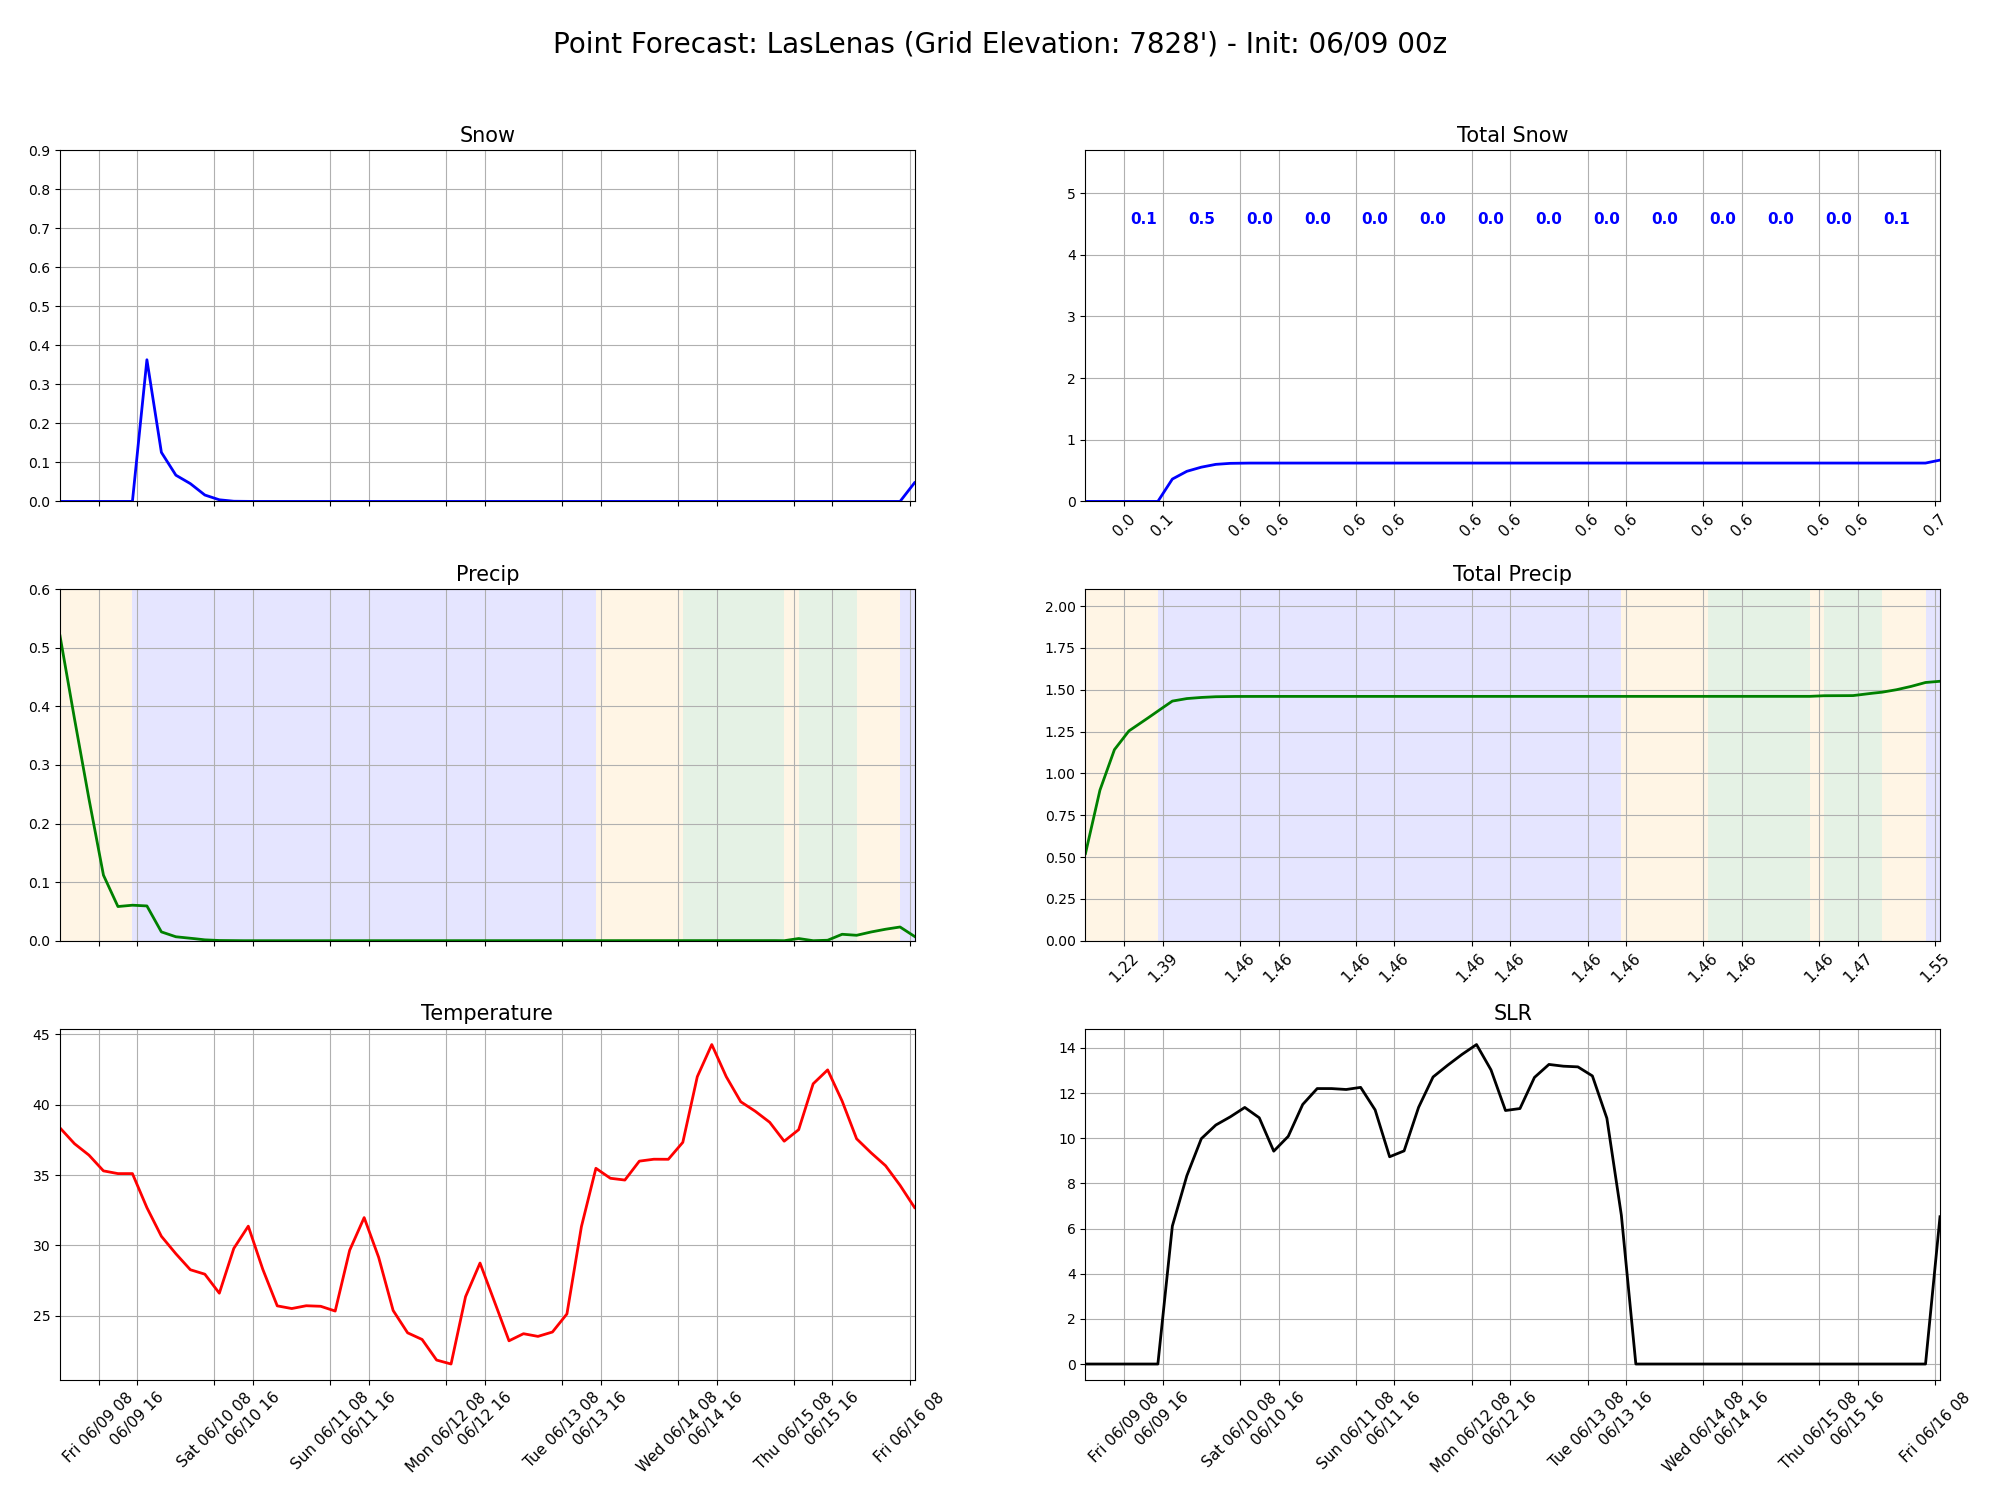 Point Forecast: LasLenas (Grid Elevation: 7828') - Init: 06/09 00z
Snow
0.9
0.8
0.7
0.6
0.5
0.4
0.3
0.2
0.1
0.0
Total Snow
5
4
3
2
1
0
0.1 0.5 0.0 0.0 0.0 0.0 0.0 0.0 0.0 0.0 0.0 0.0 0.0 0.1
0.0 0.1 0.6 0.6 0.6 0.6 0.6 0.6 0.6 0.6 0.6 0.6 0.6 0.6 0.7
Precip
0.6
0.5
0.4
0.3
0.2
0.1
0.0
Total Precip
2.00
1.75
1.50
1.25
1.00
0.75
0.50
0.25
0.00
1.22 1.39 1.46 1.46 1.46 1.46 1.46 1.46 1.46 1.46 1.46 1.46 1.46 1.47 1.55
Temperature
45
40
35
30
25
Fri 06/09 08
06/09 16
Sat 06/10 08
06/10 16
Sun 06/11 08
06/11 16
Mon 06/12 08
06/12 16
Tue 06/13 08
06/13 16
Wed 06/14 08
06/14 16
Thu 06/15 08
06/15 16
Fri 06/16 08
SLR
14
12
10
8
6
4
2
0
Fri 06/09 08
06/09 16
Sat 06/10 08
06/10 16
Sun 06/11 08
06/11 16
Mon 06/12 08
06/12 16
Tue 06/13 08
06/13 16
Wed 06/14 08
06/14 16
Thu 06/15 08
06/15 16
Fri 06/16 08